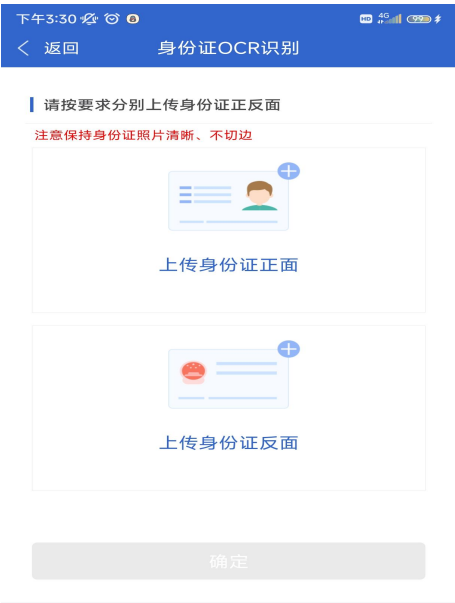 下午3:30
HD 4G 99
返回 身份证OCR识别
请按要求分别上传身份证正反面
注意保持身份证照片清晰、不切边
上传身份证正面
上传身份证反面
确定